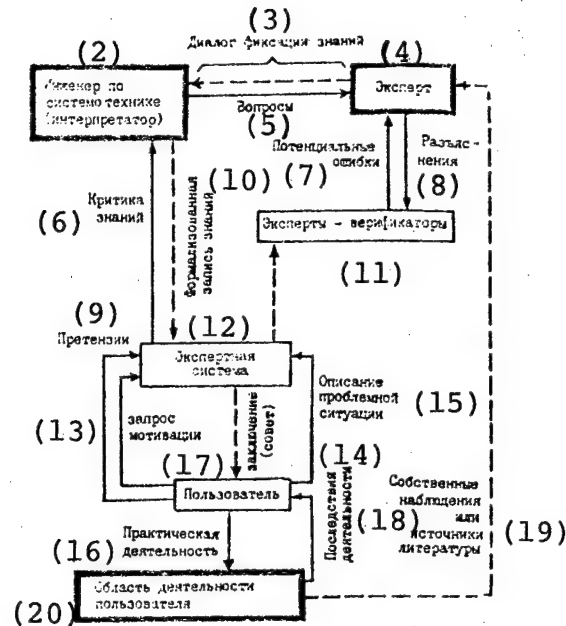 (3)
Диалог фиксации знаний
(2)
(4)
Инженер по
системотехнике
(интерпретатор)
Эксперт
Вопросы
(5)
Потенциальные
ошибки
(7)
Разъяс-
нения
(8)
(6)
Критика
знаний
(10)
Формализованная
запись знаний
Эксперты - верификаторы
(11)
(9)
Претензии
(12)
Экспертная
система
Описание
проблемной
ситуации
(15)
(13)
запрос
мотивации
заключение
(совет)
(14)
(17)
Пользователь
Последствия
деятельности
(18)
Собственные
наблюдения
или
источники
литературы
(19)
(16)
Практическая
деятельность
Область деятельности
пользователя
(20)